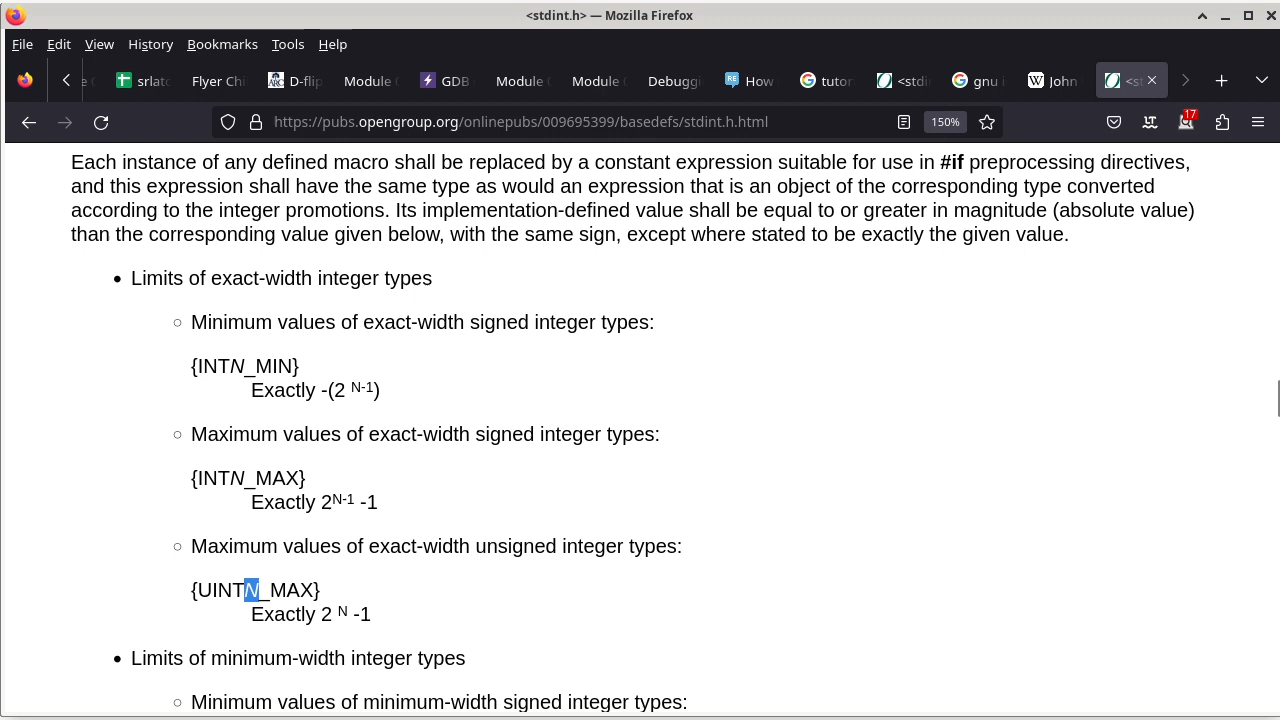 <stdint.h> — Mozilla Firefox
File Edit View History Bookmarks Tools Help
srlatc Flyer Chi D-flip Module GDB Module Module Debuggi How tutor <stdi gnu i John <st
https://pubs.opengroup.org/onlinepubs/009695399/basedefs/stdint.h.html 150% 17
Each instance of any defined macro shall be replaced by a constant expression suitable for use in #if preprocessing directives,
and this expression shall have the same type as would an expression that is an object of the corresponding type converted
according to the integer promotions. Its implementation-defined value shall be equal to or greater in magnitude (absolute value)
than the corresponding value given below, with the same sign, except where stated to be exactly the given value.
• Limits of exact-width integer types
○ Minimum values of exact-width signed integer types:
{INTN_MIN}
Exactly -(2 N-1)
○ Maximum values of exact-width signed integer types:
{INTN_MAX}
Exactly 2N-1 -1
○ Maximum values of exact-width unsigned integer types:
{UINTN_MAX}
Exactly 2 N -1
• Limits of minimum-width integer types
○ Minimum values of minimum-width signed integer types: